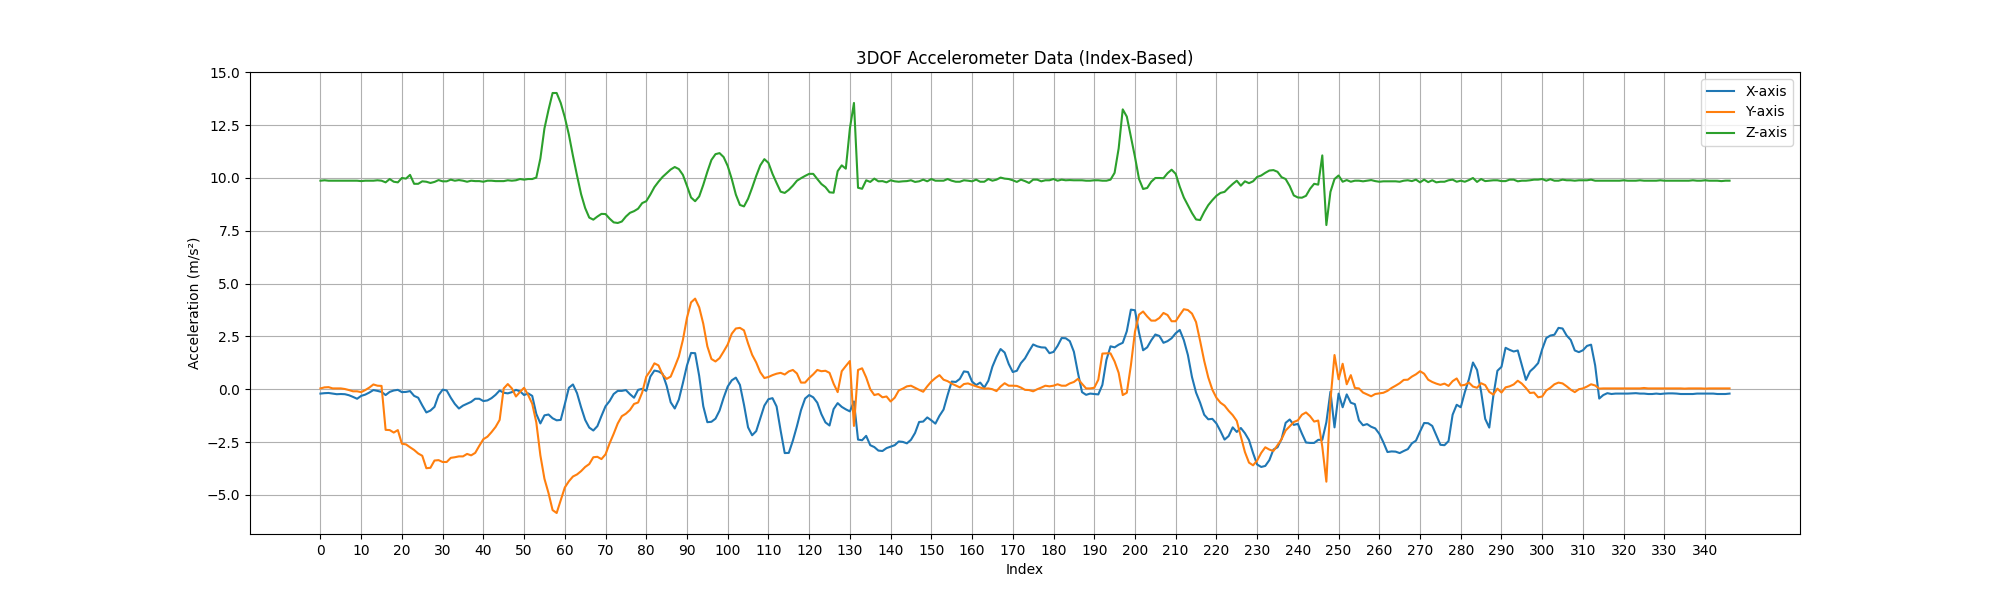 3DOF Accelerometer Data (Index-Based)
15.0
12.5
10.0
7.5
5.0
2.5
0.0
−2.5
−5.0
Acceleration (m/s²)
X-axis
Y-axis
Z-axis
0 10 20 30 40 50 60 70 80 90 100 110 120 130 140 150 160 170 180 190 200 210 220 230 240 250 260 270 280 290 300 310 320 330 340
Index